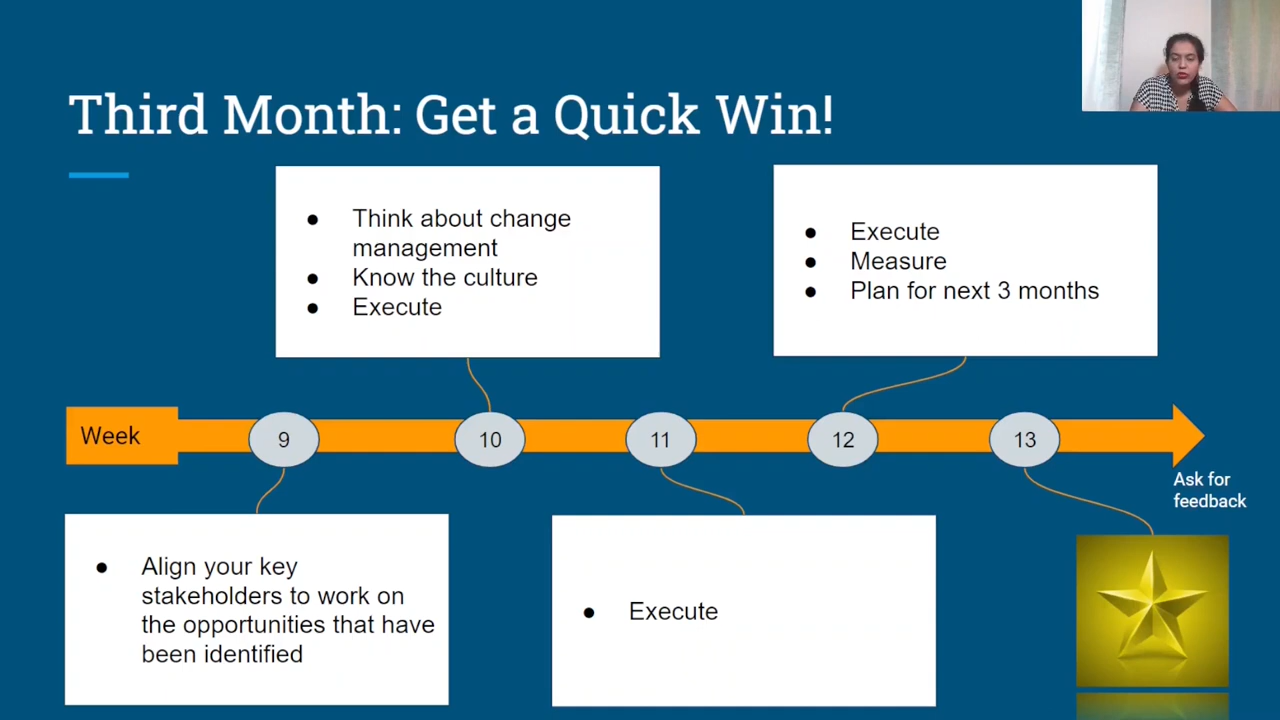 Third Month: Get a Quick Win!
● Think about change
management
● Know the culture
● Execute
● Execute
● Measure
● Plan for next 3 months
Week
9
10
11
12
13
Ask for
feedback
● Align your key
stakeholders to work on
the opportunities that have
been identified
● Execute